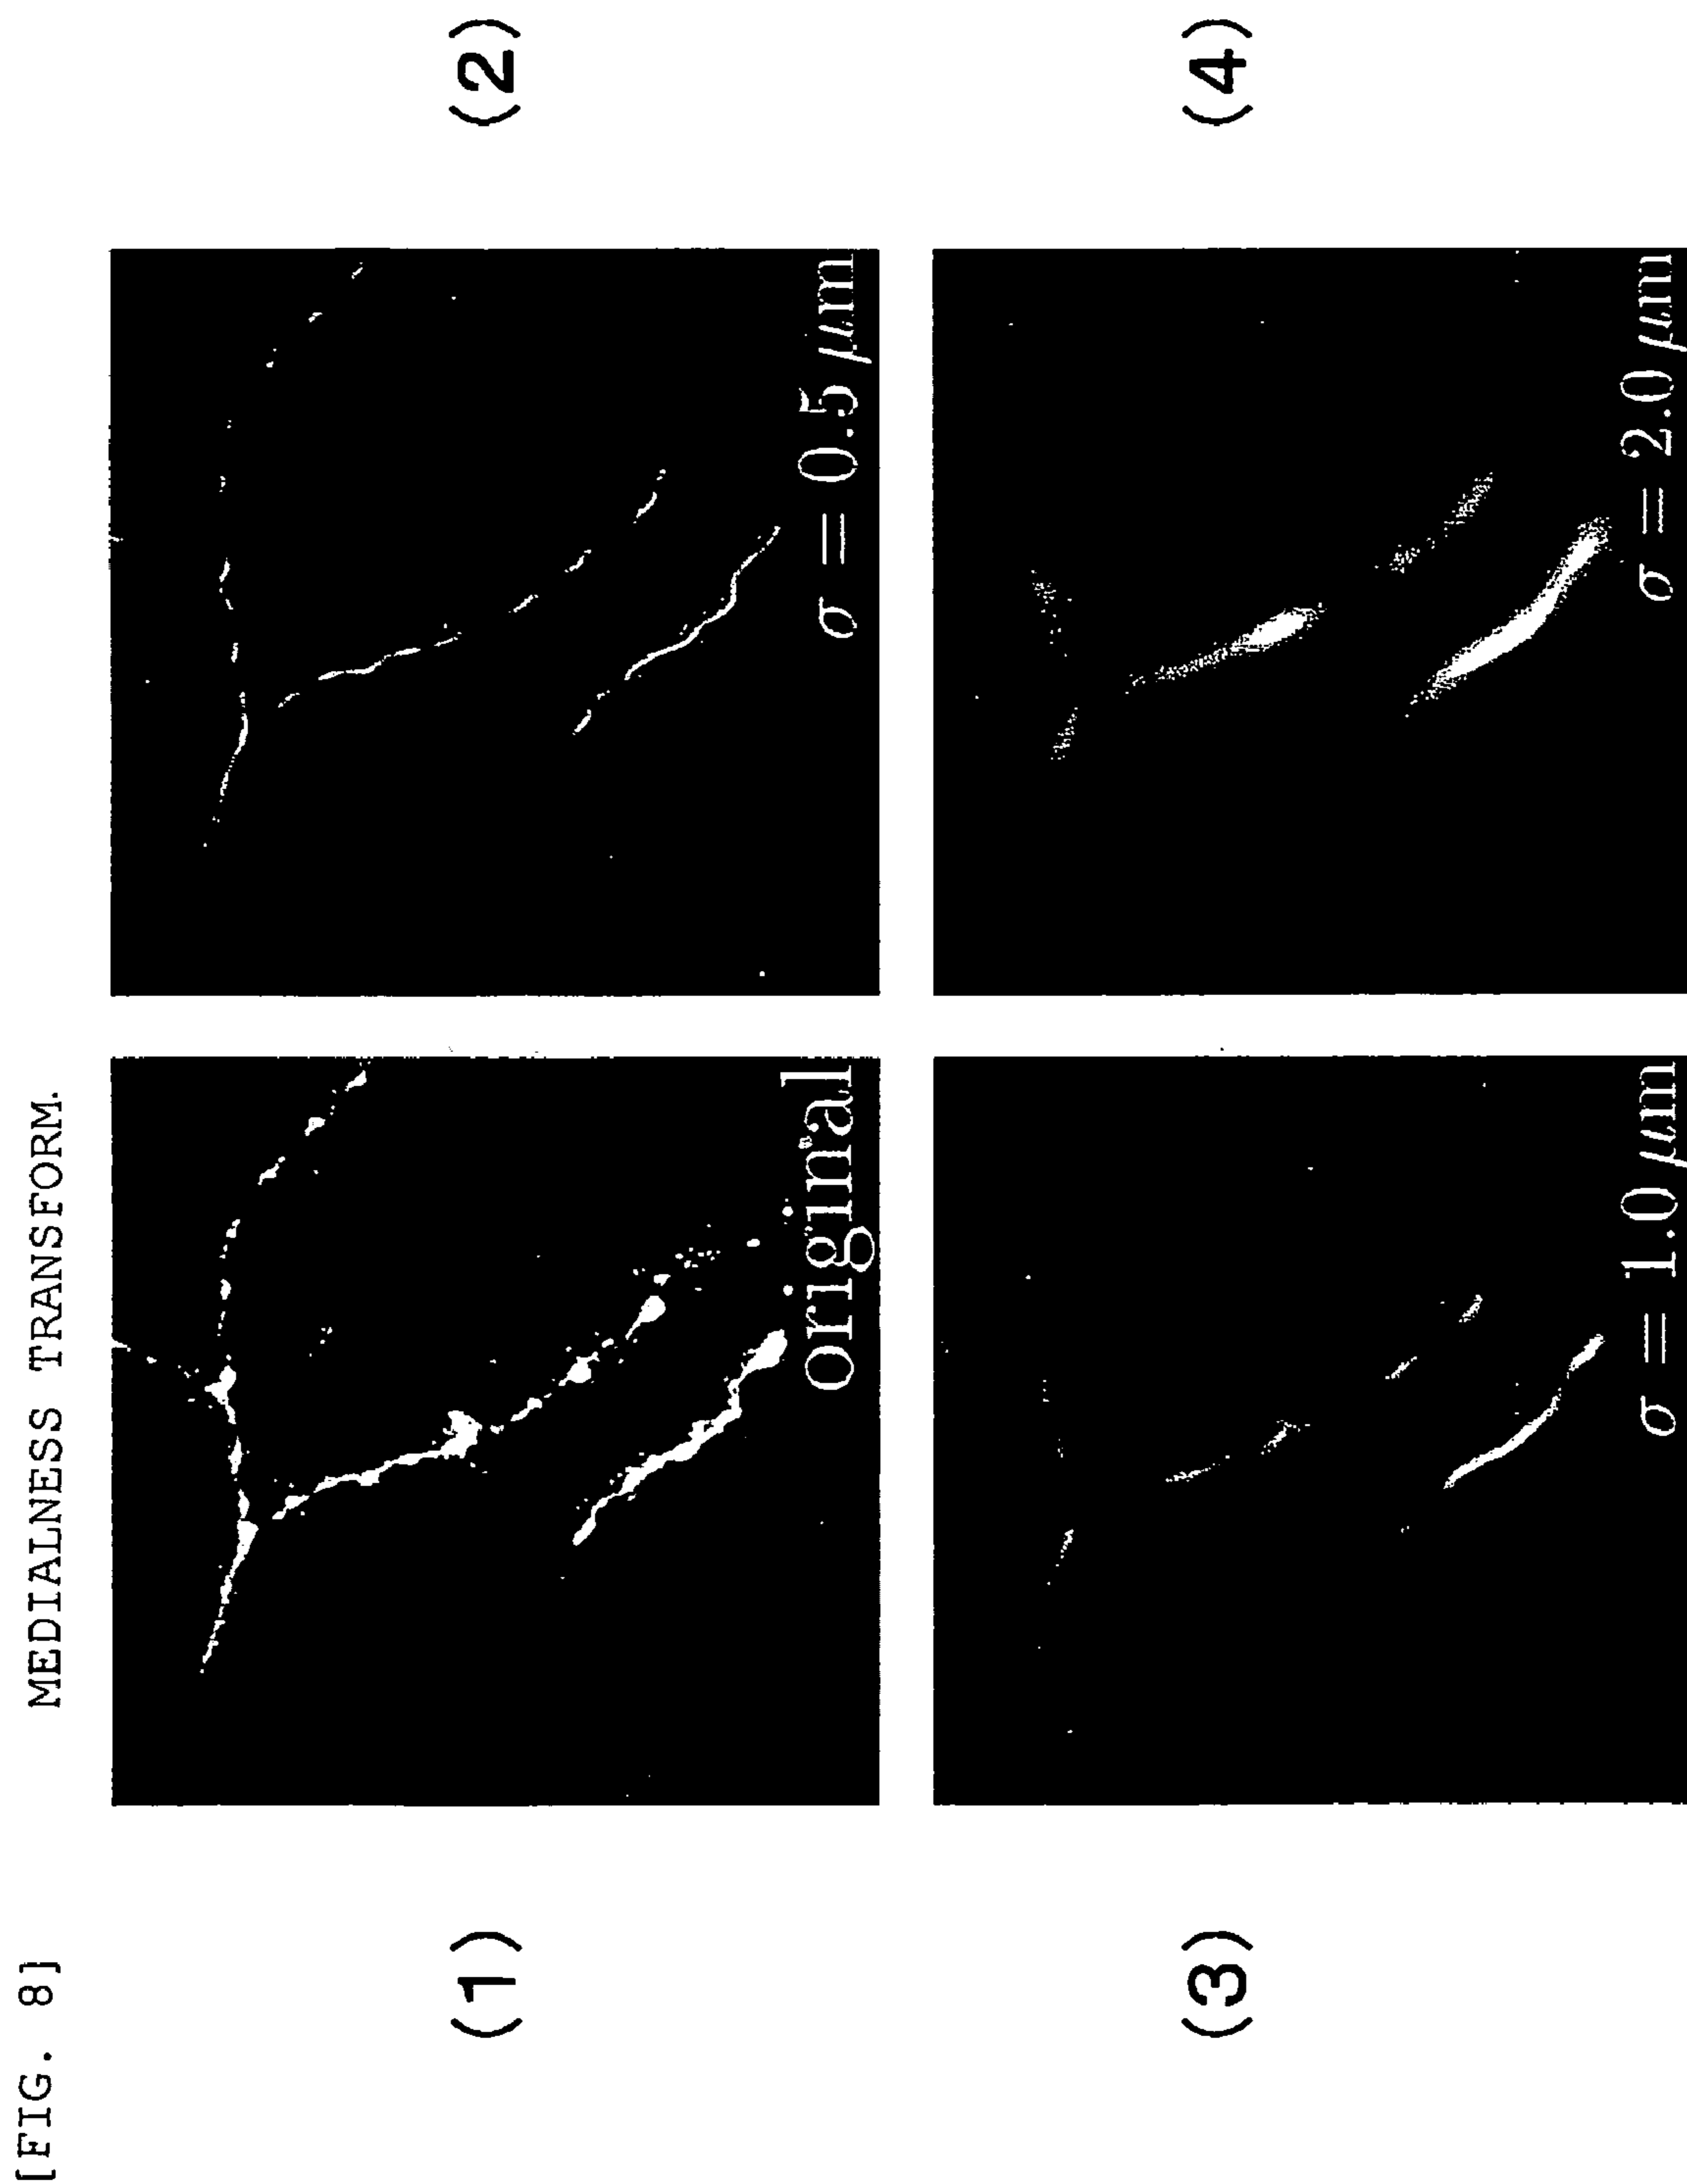 [FIG. 8]
MEDIALNESS TRANSFORM.
(1)
original
σ = 0.5 μm
(2)
(3)
σ = 1.0 μm
σ = 2.0 μm
(4)